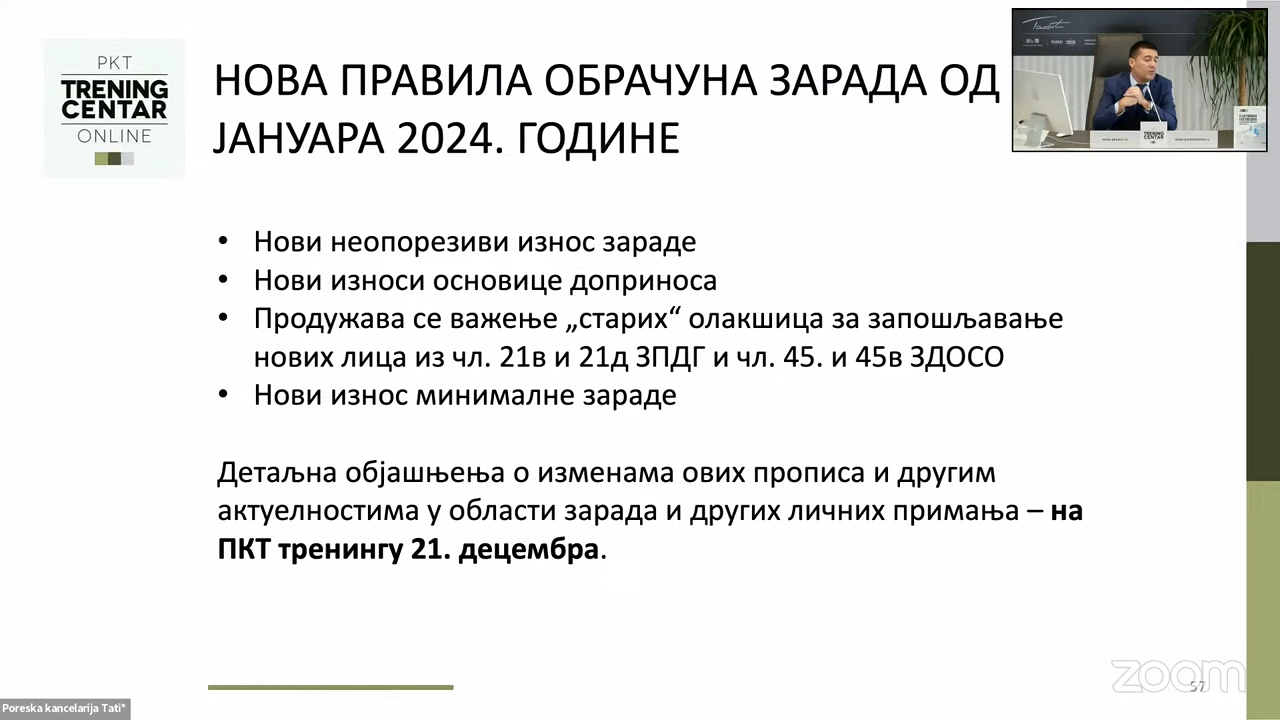 PKT
TRENING
CENTAR
ONLINE
НОВА ПРАВИЛА ОБРАЧУНА ЗАРАДА ОД
ЈАНУАРА 2024. ГОДИНЕ
• Нови неопорезиви износ зараде
• Нови износи основице доприноса
• Продужава се важење „старих“ олакшица за запошљавање
нових лица из чл. 21в и 21д ЗПДГ и чл. 45. и 45в ЗДОСО
• Нови износ минималне зараде
Детаљна објашњења о изменама ових прописа и другим
актуелностима у области зарада и других личних примања – на
ПКТ тренингу 21. децембра.
TRENING
CENTAR
zoom
57
Poreska kancelarija Tati*